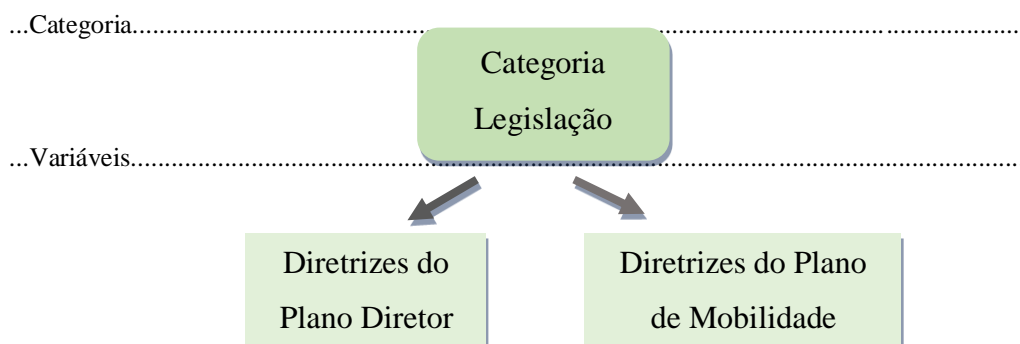 ...Categoria....................................................................................................................................
Categoria
Legislação
...Variáveis.....................................................................................................................................
Diretrizes do
Plano Diretor
Diretrizes do Plano
de Mobilidade